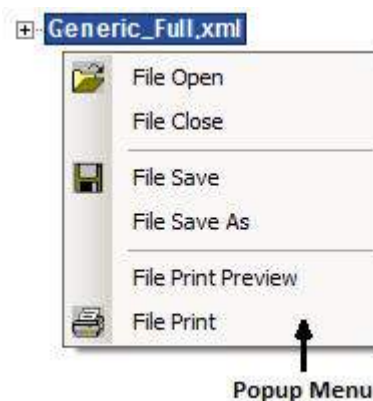 Generic_Full.xml
File Open
File Close
File Save
File Save As
File Print Preview
File Print
Popup Menu